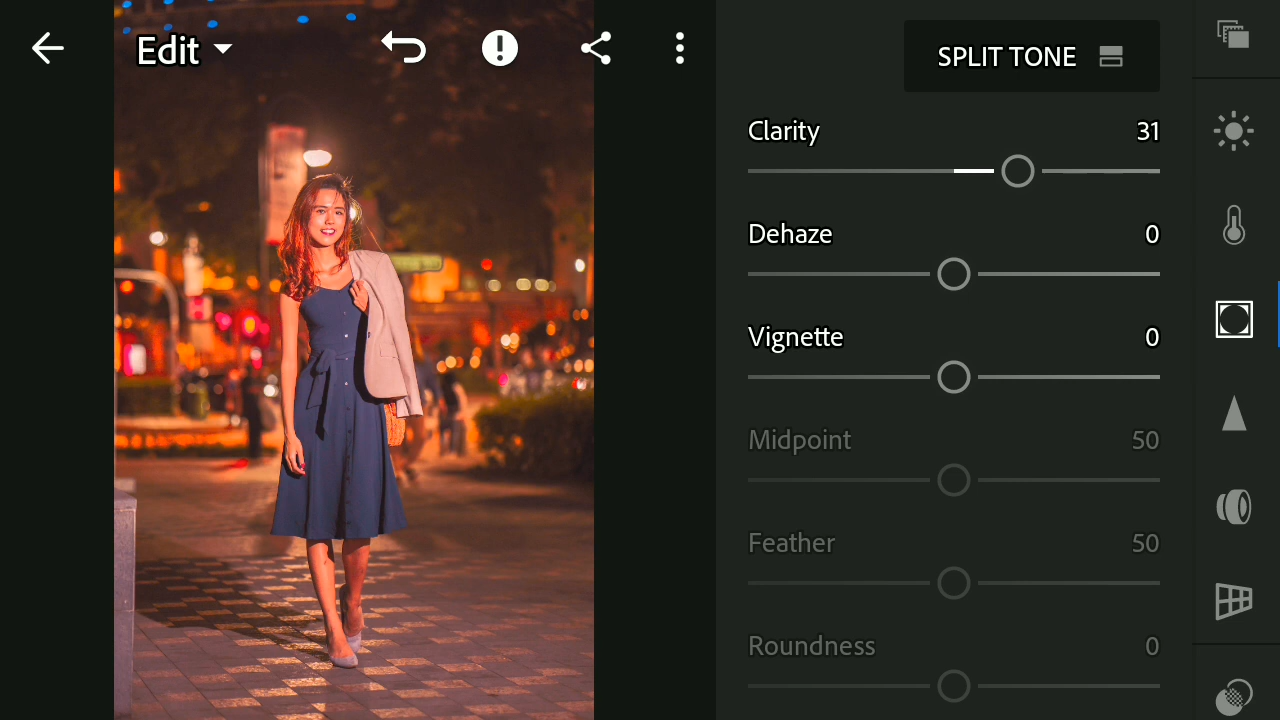 Edit
SPLIT TONE
Clarity 31
Dehaze 0
Vignette 0
Midpoint 50
Feather 50
Roundness 0